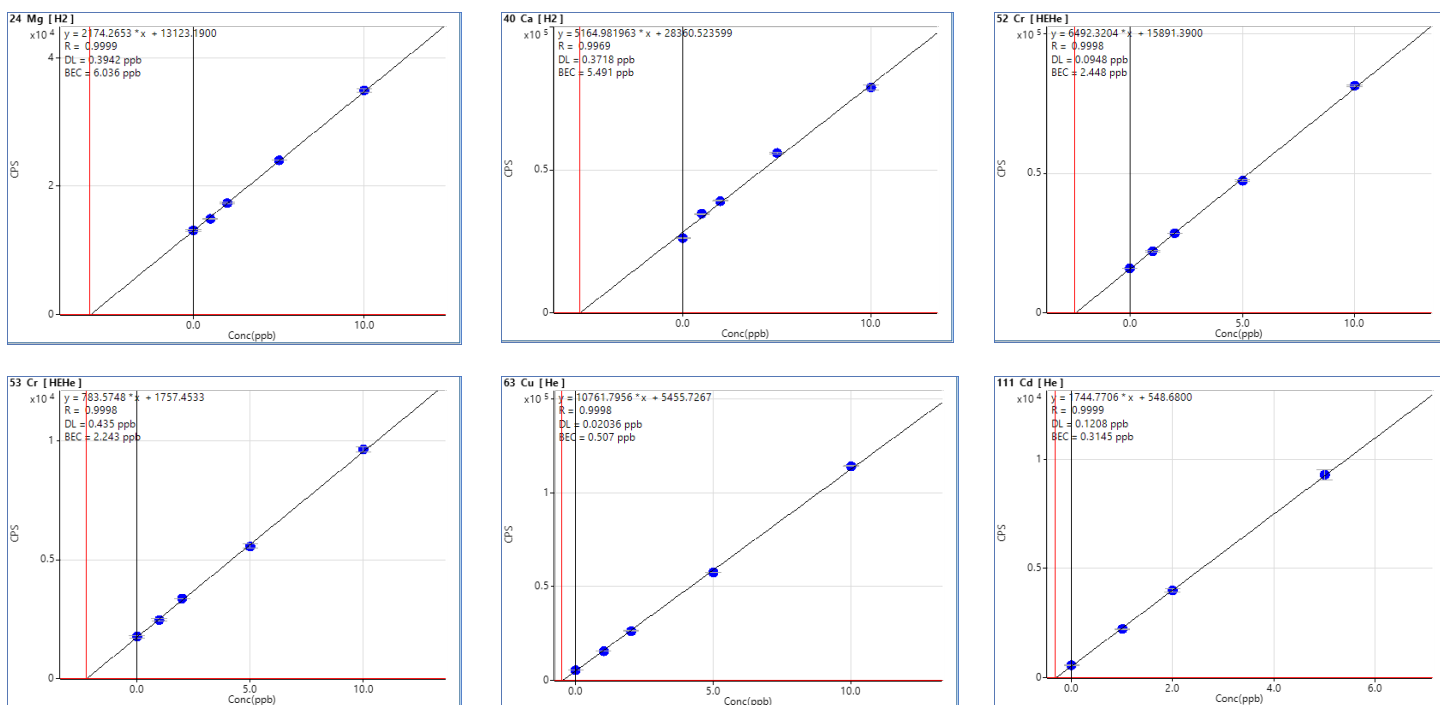 24 Mg [H2]
x10^4
y = 2174.2653 * x + 13123.1900
R = 0.9999
DL = 0.3942 ppb
BEC = 6.036 ppb
4
CPS
2
0
0.0 10.0
Conc(ppb)
40 Ca [H2]
x10^5
y = 5164.981963 * x + 28360.523599
R = 0.9969
DL = 0.3718 ppb
BEC = 5.491 ppb
1
CPS
0.5
0
0.0 10.0
Conc(ppb)
52 Cr [HEHe]
x10^5
y = 6492.3204 * x + 15891.3900
R = 0.9998
DL = 0.0948 ppb
BEC = 2.448 ppb
1
CPS
0.5
0
0.0 5.0 10.0
Conc(ppb)
53 Cr [HEHe]
x10^4
y = 783.5748 * x + 1757.4533
R = 0.9998
DL = 0.435 ppb
BEC = 2.243 ppb
1
CPS
0.5
0
0.0 5.0 10.0
Conc(ppb)
63 Cu [He]
x10^5
y = 10761.7956 * x + 5455.7267
R = 0.9998
DL = 0.02036 ppb
BEC = 0.507 ppb
1
CPS
0.5
0
0.0 5.0 10.0
Conc(ppb)
111 Cd [He]
x10^4
y = 1744.7706 * x + 548.6800
R = 0.9999
DL = 0.1208 ppb
BEC = 0.3145 ppb
1
CPS
0.5
0
0.0 2.0 4.0 6.0
Conc(ppb)